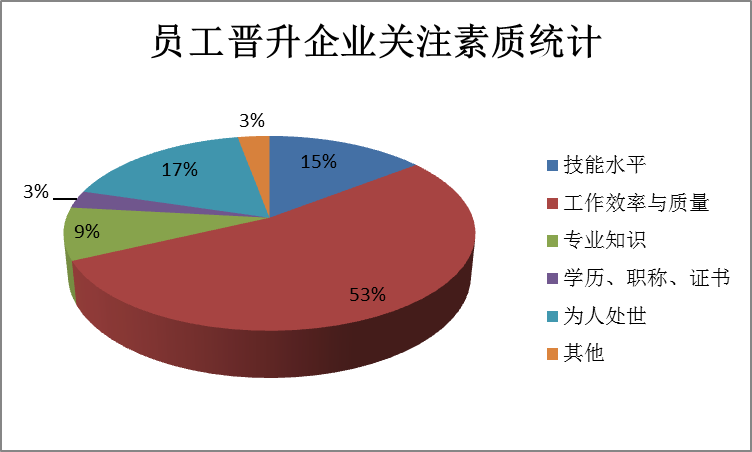 员工晋升企业关注素质统计
3%
15%
17%
3%
9%
53%
技能水平
工作效率与质量
专业知识
学历、职称、证书
为人处世
其他